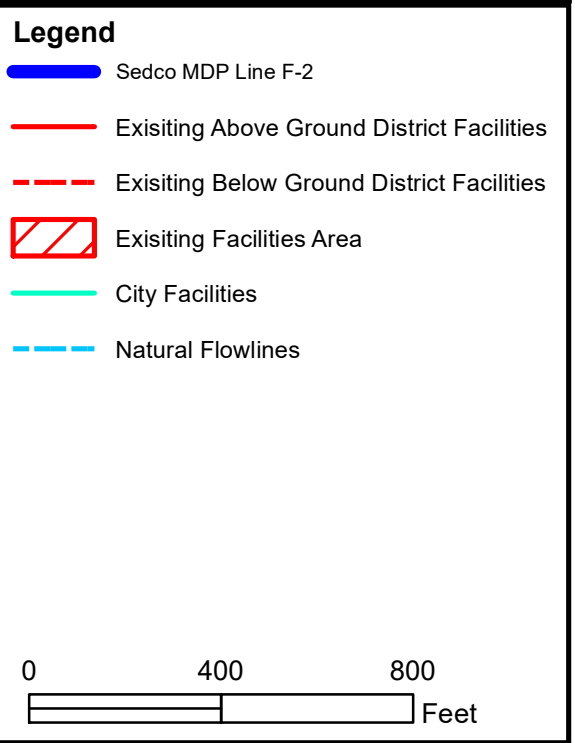 Legend
Sedco MDP Line F-2
Exisiting Above Ground District Facilities
Exisiting Below Ground District Facilities
Exisiting Facilities Area
City Facilities
Natural Flowlines
0 400 800
Feet